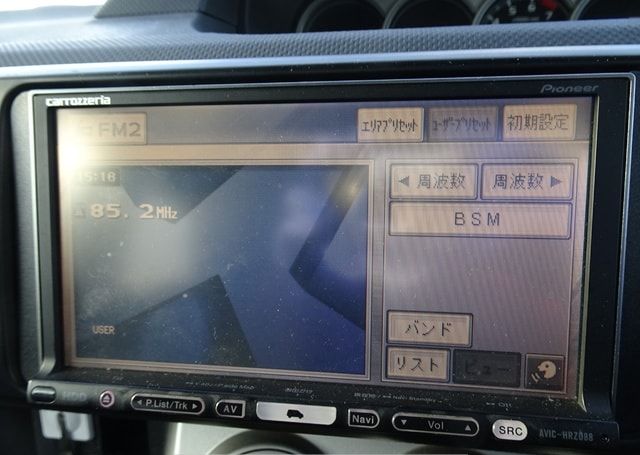 carrozzeria
Pioneer
FM2
ｴﾘｱﾌﾟﾘｾｯﾄ
ﾕｰｻﾞｰﾌﾟﾘｾｯﾄ
初期設定
15:18
◀ 周波数
周波数 ▶
85.2MHz
BSM
USER
バンド
リスト
ビュー
◀ P.List/Trk ▶
AV
Navi
▼ Vol ▲
SRC
AVIC-HRZ088